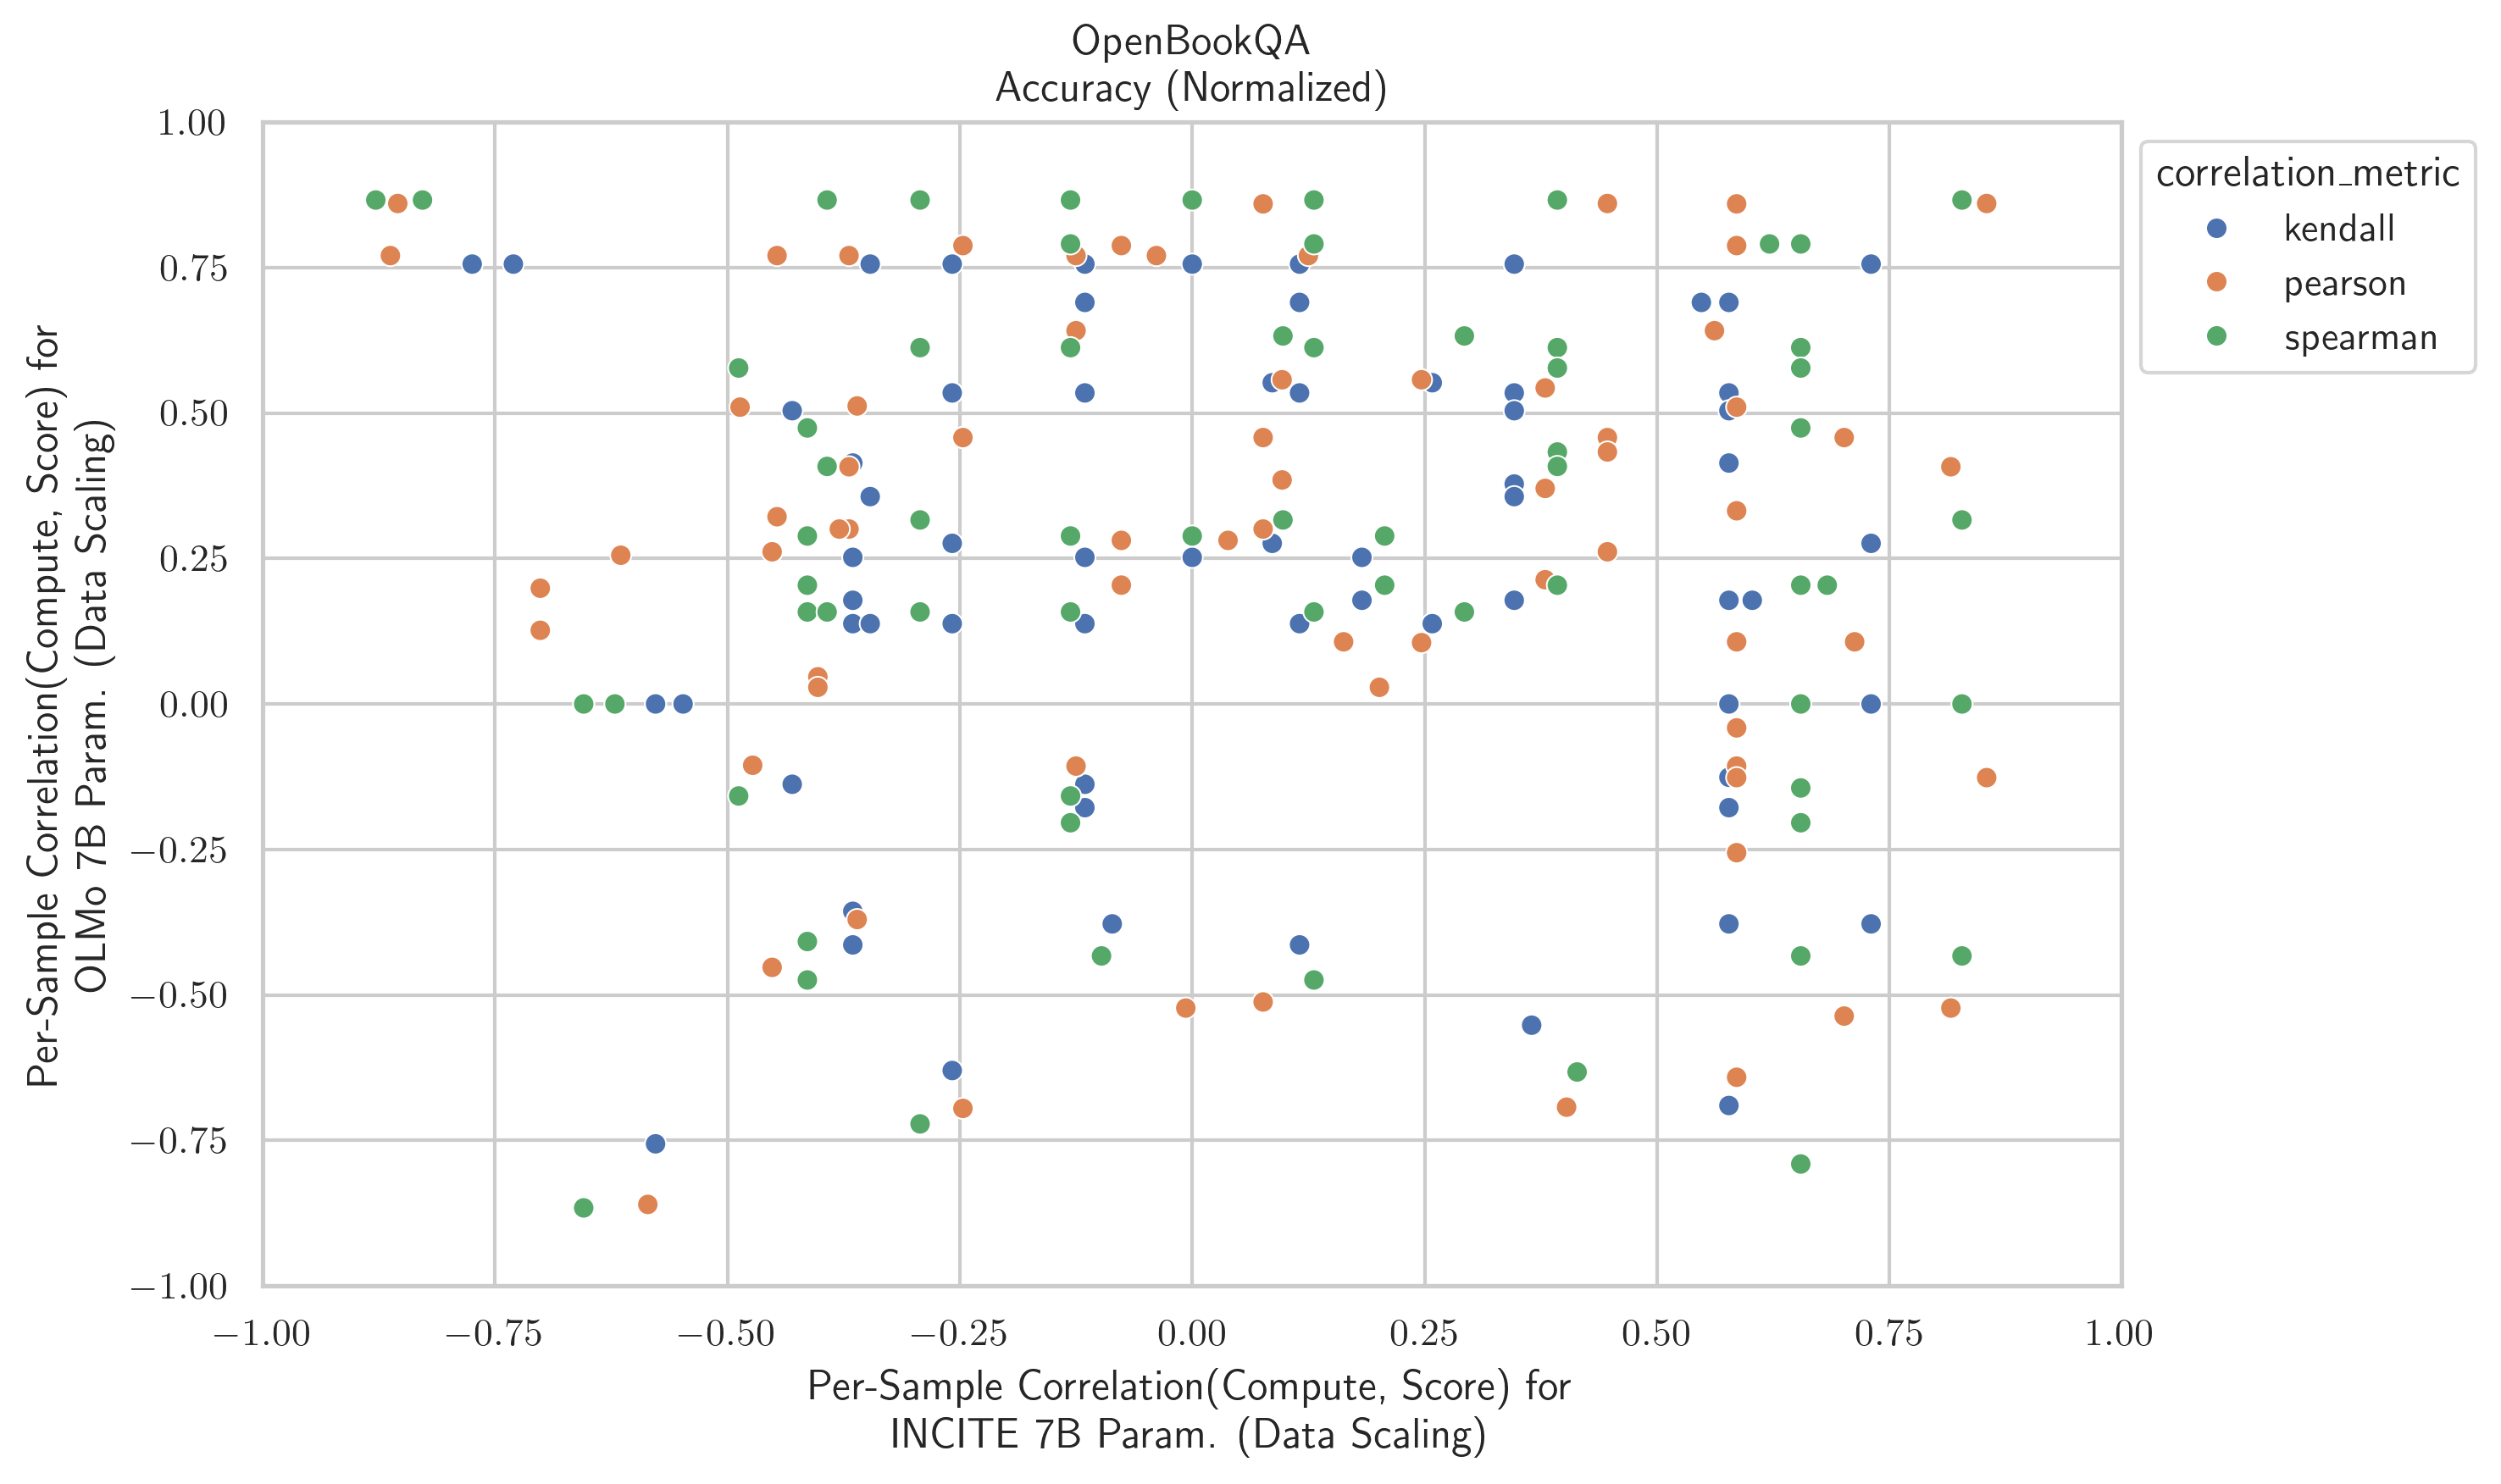 OpenBookQA
Accuracy (Normalized)
Per-Sample Correlation(Compute, Score) for
OLMo 7B Param. (Data Scaling)
1.00
0.75
0.50
0.25
0.00
−0.25
−0.50
−0.75
−1.00
−1.00 −0.75 −0.50 −0.25 0.00 0.25 0.50 0.75 1.00
Per-Sample Correlation(Compute, Score) for
INCITE 7B Param. (Data Scaling)
correlation_metric
kendall
pearson
spearman